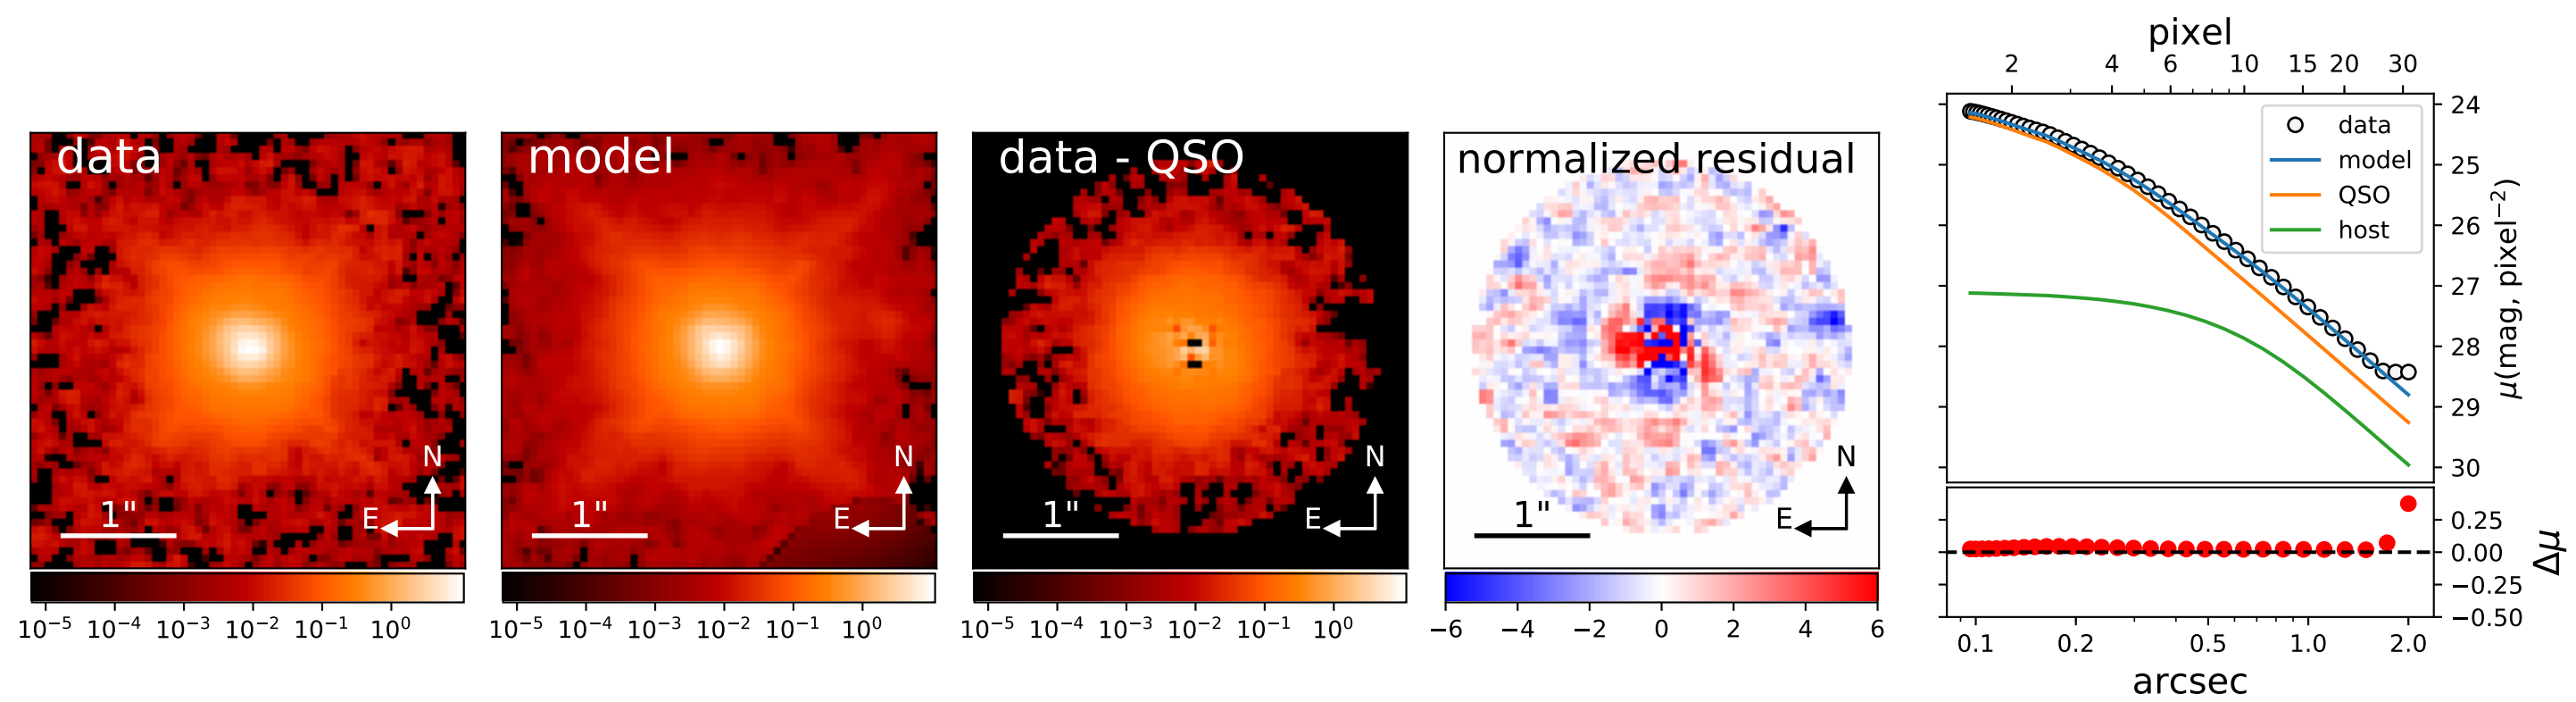 data
N
E
1"
10⁻⁵ 10⁻⁴ 10⁻³ 10⁻² 10⁻¹ 10⁰
model
N
E
1"
10⁻⁵ 10⁻⁴ 10⁻³ 10⁻² 10⁻¹ 10⁰
data - QSO
N
E
1"
10⁻⁵ 10⁻⁴ 10⁻³ 10⁻² 10⁻¹ 10⁰
normalized residual
N
E
1"
−6 −4 −2 0 2 4 6
pixel
2 4 6 10 15 20 30
data
model
QSO
host
24
25
26
27
28
29
30
μ(mag, pixel⁻²)
0.25
0.00
−0.25
−0.50
Δμ
0.1 0.2 0.5 1.0 2.0
arcsec